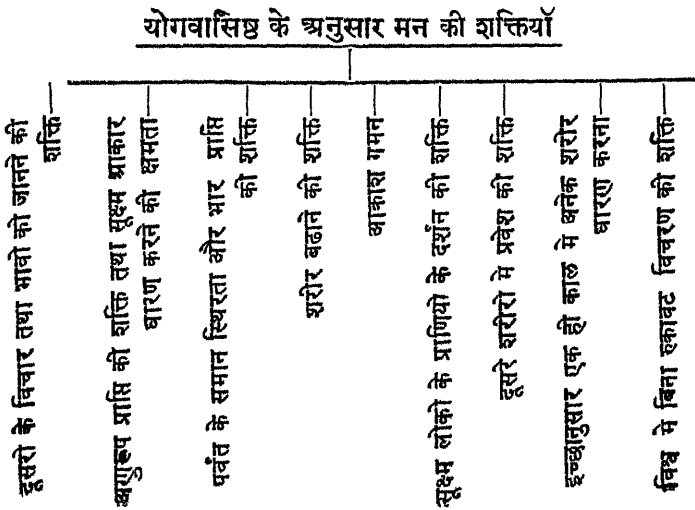 योगवासिष्ठ के अनुसार मन की शक्तियाँ
दूसरो के विचार तथा भावो को जानने की
शक्ति
अणुरूप प्राप्ति की शक्ति तथा सूक्ष्म आकार
धारण करने की क्षमता
पर्वत के समान स्थिरता और भार प्राप्ति
की शक्ति
शरीर बढाने की शक्ति
आकाश गमन
सूक्ष्म लोको के प्राणियो के दर्शन की शक्ति
दूसरे शरीरो मे प्रवेश की शक्ति
इच्छानुसार एक ही काल मे अनेक शरीर
धारण करना
विश्व मे बिना रुकावट विचरण की शक्ति